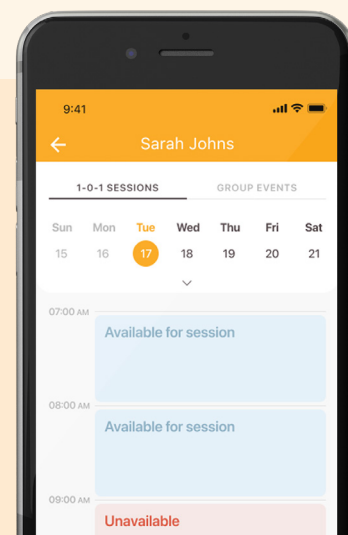 9:41
Sarah Johns
1-0-1 SESSIONS GROUP EVENTS
Sun Mon Tue Wed Thu Fri Sat
15 16 17 18 19 20 21
07:00 AM
Available for session
08:00 AM
Available for session
09:00 AM
Unavailable